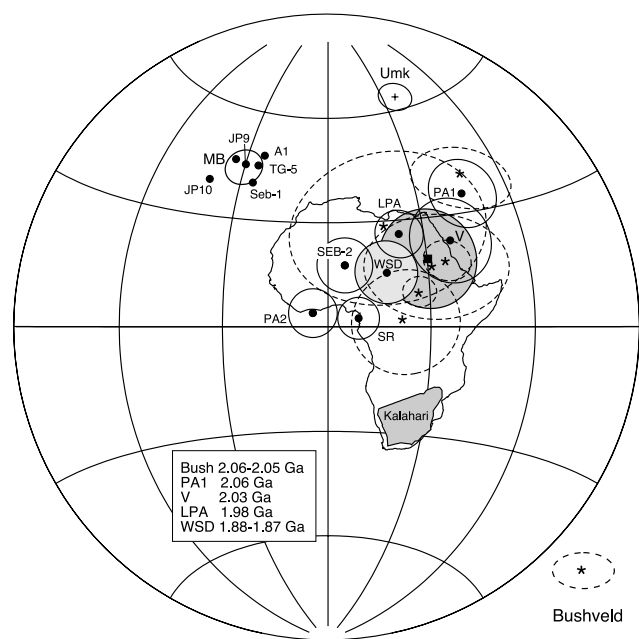 Umk
JP9
A1
MB
TG-5
JP10
Seb-1
PA1
LPA
V
SEB-2
WSD
PA2
SR
Kalahari
Bush 2.06-2.05 Ga
PA1 2.06 Ga
V 2.03 Ga
LPA 1.98 Ga
WSD 1.88-1.87 Ga
Bushveld